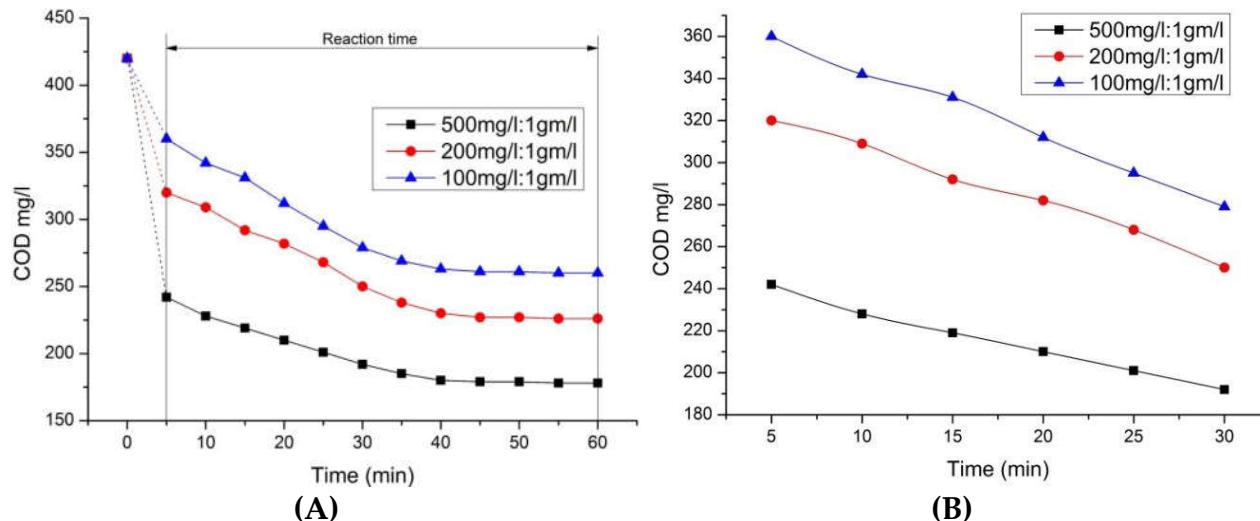 450
400
350
300
250
200
150
COD mg/l
Reaction time
500mg/l:1gm/l
200mg/l:1gm/l
100mg/l:1gm/l
0
10
20
30
40
50
60
Time (min)
(A)
360
340
320
300
280
260
240
220
200
180
COD mg/l
500mg/l:1gm/l
200mg/l:1gm/l
100mg/l:1gm/l
5
10
15
20
25
30
Time (min)
(B)